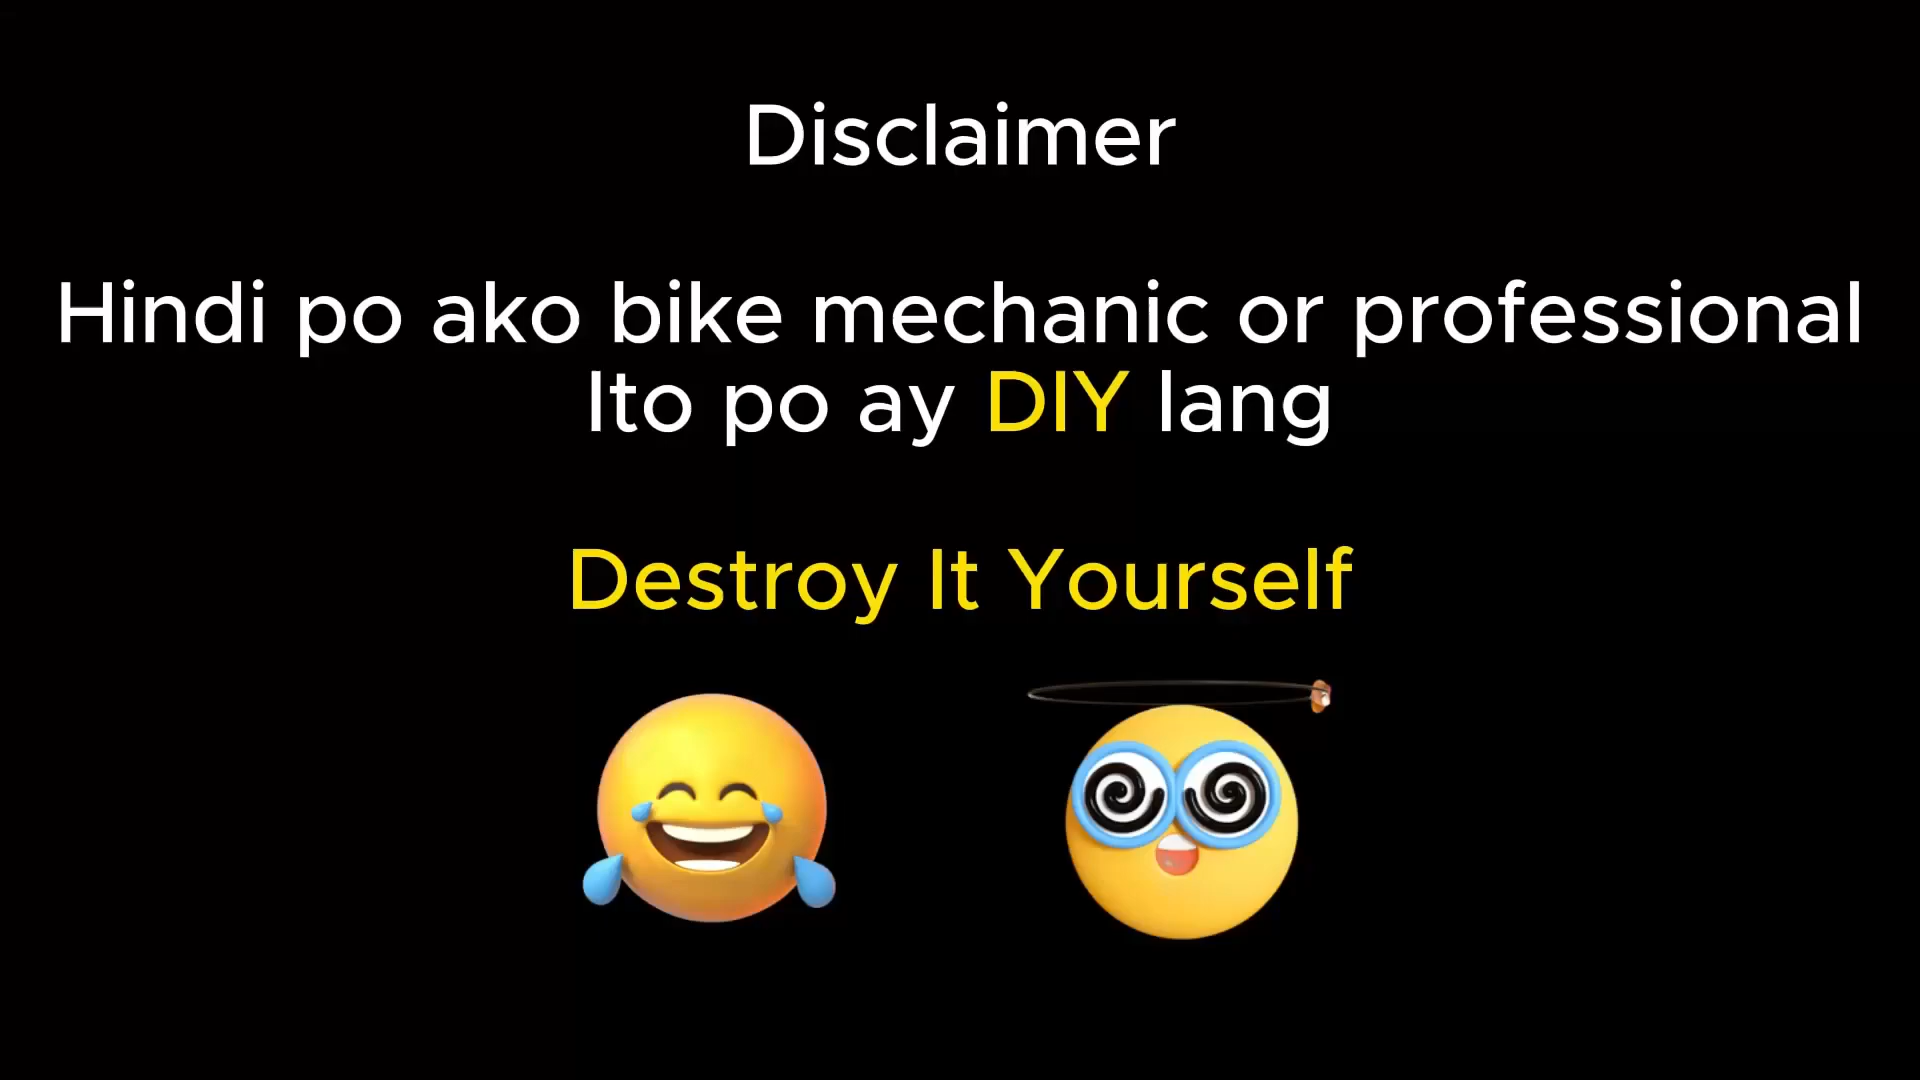 Disclaimer
Hindi po ako bike mechanic or professional
Ito po ay DIY lang
Destroy It Yourself